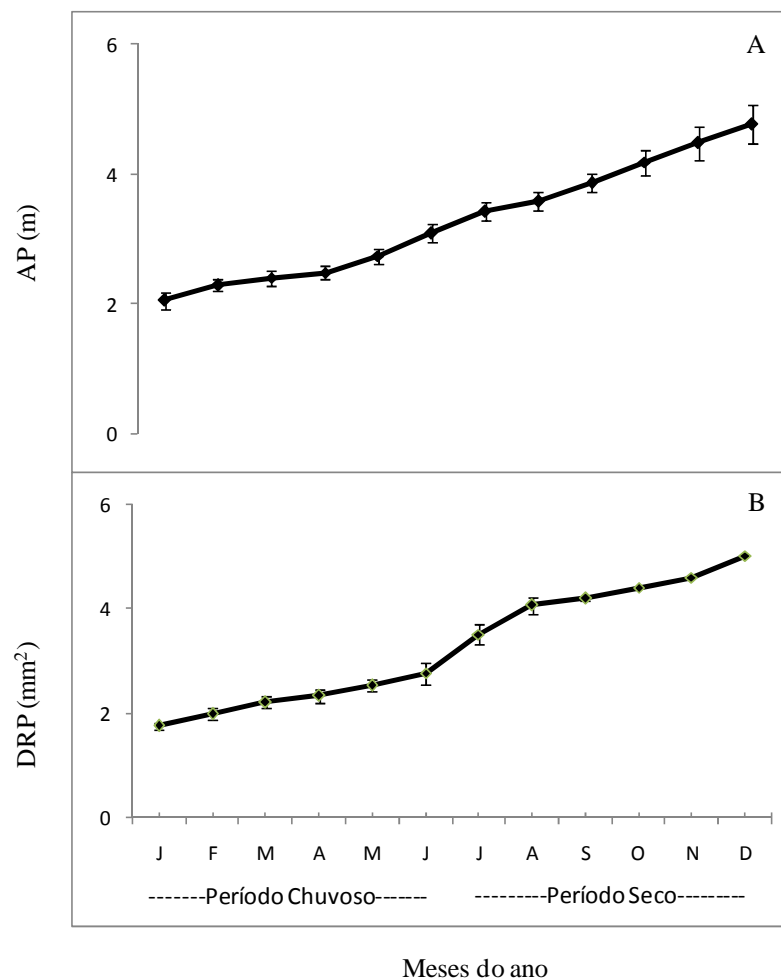 A
6
4
2
0
AP (m)
B
6
4
2
0
DRP (mm²)
J F M A M J J A S O N D
-------Período Chuvoso------- ---------Período Seco---------
Meses do ano